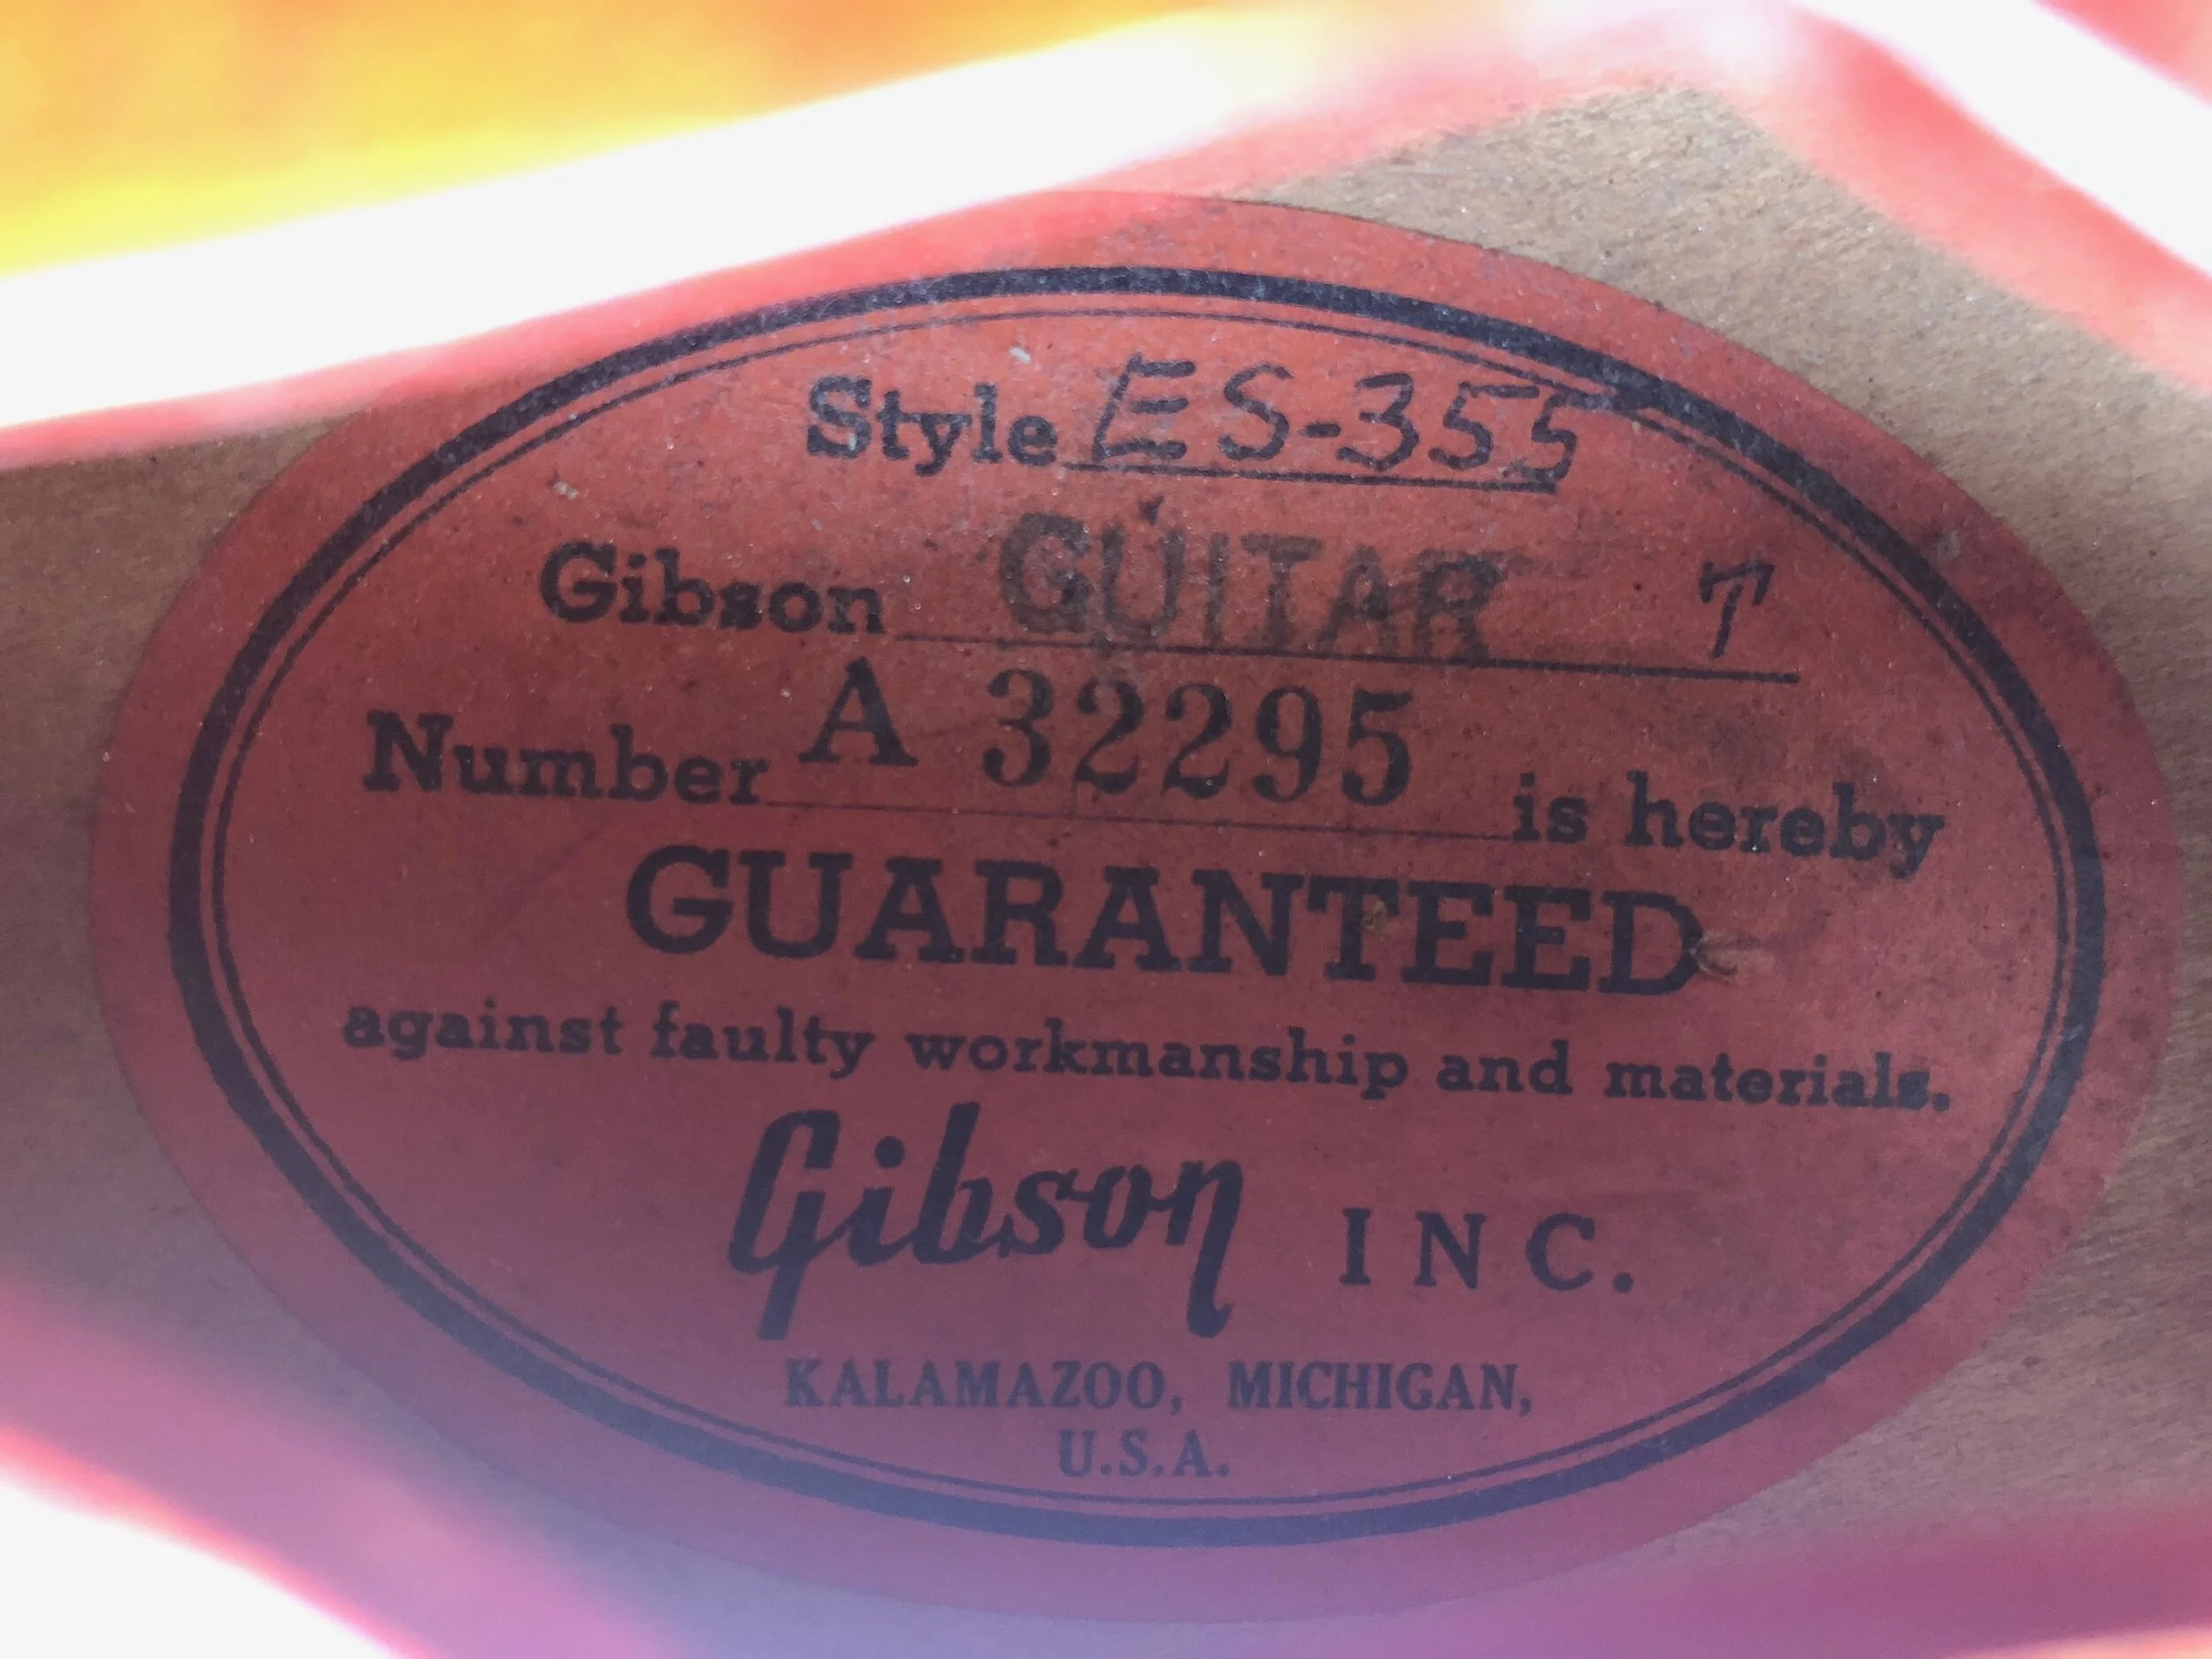 Style ES-355
Gibson GUITAR T
Number A 32295 is hereby
GUARANTEED
against faulty workmanship and materials.
Gibson INC.
KALAMAZOO, MICHIGAN,
U.S.A.